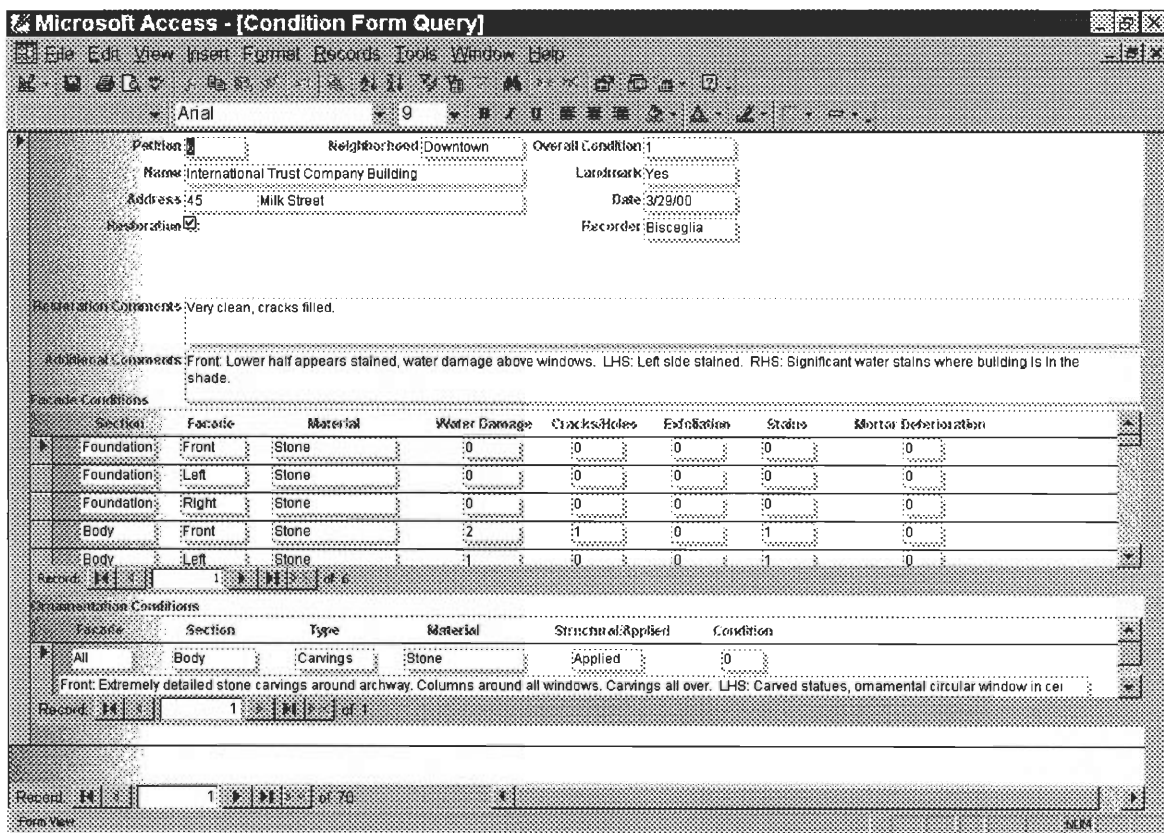 Microsoft Access - [Condition Form Query]
File Edit View Insert Format Records Tools Window Help
Arial 9 B I U
Petition Neighborhood Downtown Overall Condition 1
Name International Trust Company Building Landmark Yes
Address 45 Milk Street Date 3/29/00
Restoration Recorder Bisceglia
Restoration Comments Very clean, cracks filled.
Additional Comments Front: Lower half appears stained, water damage above windows. LHS: Left side stained. RHS: Significant water stains where building is in the
shade.
Facade Conditions
Section Facade Material Water Damage Cracks/Holes Exfoliation Stains Mortar Deterioration
Foundation Front Stone 0 0 0 0 0
Foundation Left Stone 0 0 0 0 0
Foundation Right Stone 0 0 0 0 0
Body Front Stone 2 1 0 1 0
Body Left Stone 1 0 0 1 0
Record: 1 of 6
Ornamentation Conditions
Facade Section Type Material Structural/Applied Condition
All Body Carvings Stone Applied 0
Front: Extremely detailed stone carvings around archway. Columns around all windows. Carvings all over. LHS: Carved statues, ornamental circular window in cei
Record: 1 of 1
Record: 1 of 70
Form View NUM